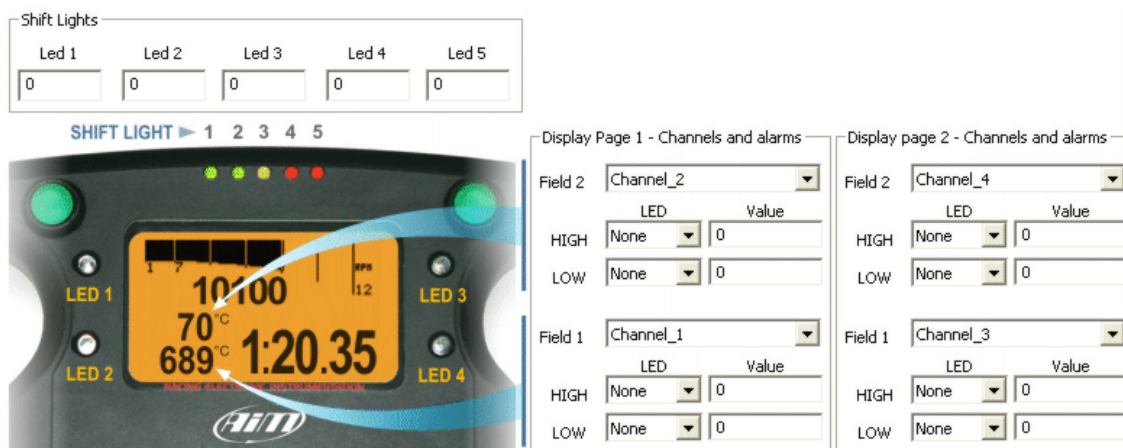 Shift Lights
Led 1 Led 2 Led 3 Led 4 Led 5
0 0 0 0 0
SHIFT LIGHT ► 1 2 3 4 5
1 7
RPM
12
10100
70°C
689°C 1:20.35
LED 1
LED 2
LED 3
LED 4
AiM
Display Page 1 - Channels and alarms
Field 2 Channel_2
LED Value
HIGH None 0
LOW None 0
Field 1 Channel_1
LED Value
HIGH None 0
LOW None 0
Display page 2 - Channels and alarms
Field 2 Channel_4
LED Value
HIGH None 0
LOW None 0
Field 1 Channel_3
LED Value
HIGH None 0
LOW None 0